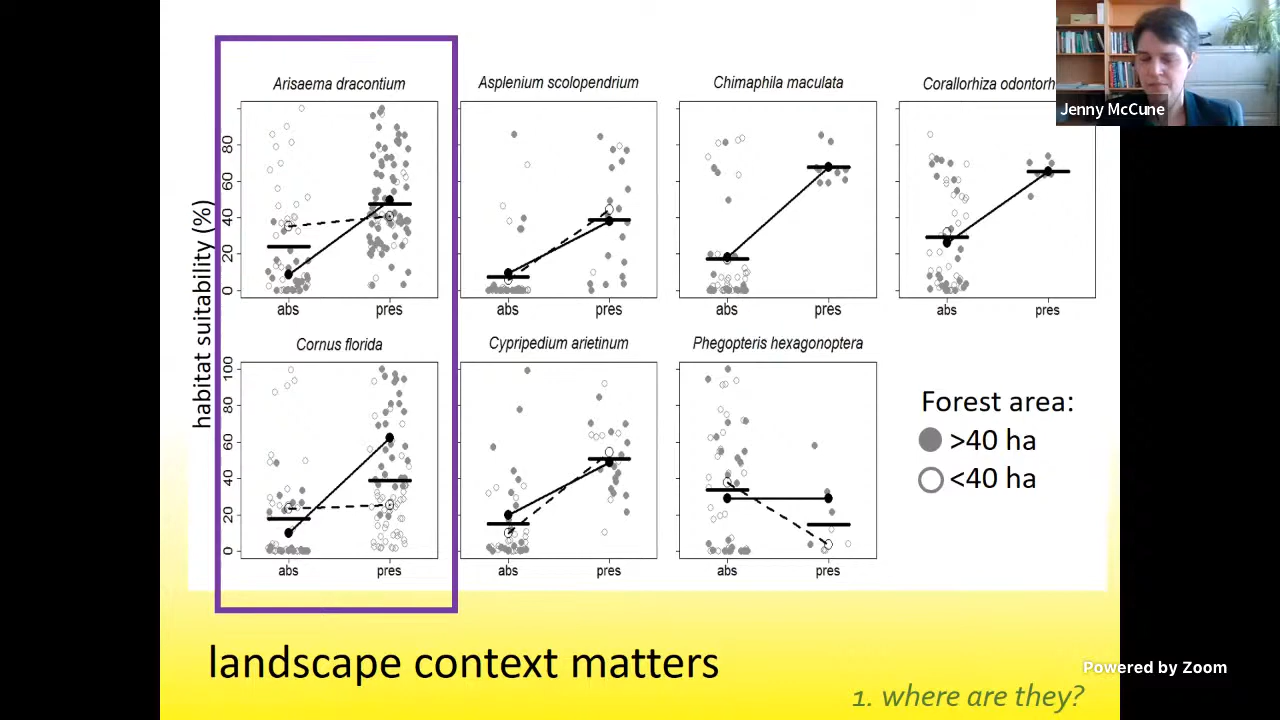 Arisaema dracontium
Asplenium scolopendrium
Chimaphila maculata
Corallorhiza odontorh
Jenny McCune
habitat suitability (%)
80
60
40
20
0
abs pres
abs pres
abs pres
abs pres
Cornus florida
Cypripedium arietinum
Phegopteris hexagonoptera
100
80
60
40
20
0
abs pres
abs pres
abs pres
Forest area:
>40 ha
<40 ha
landscape context matters
Powered by Zoom
1. where are they?